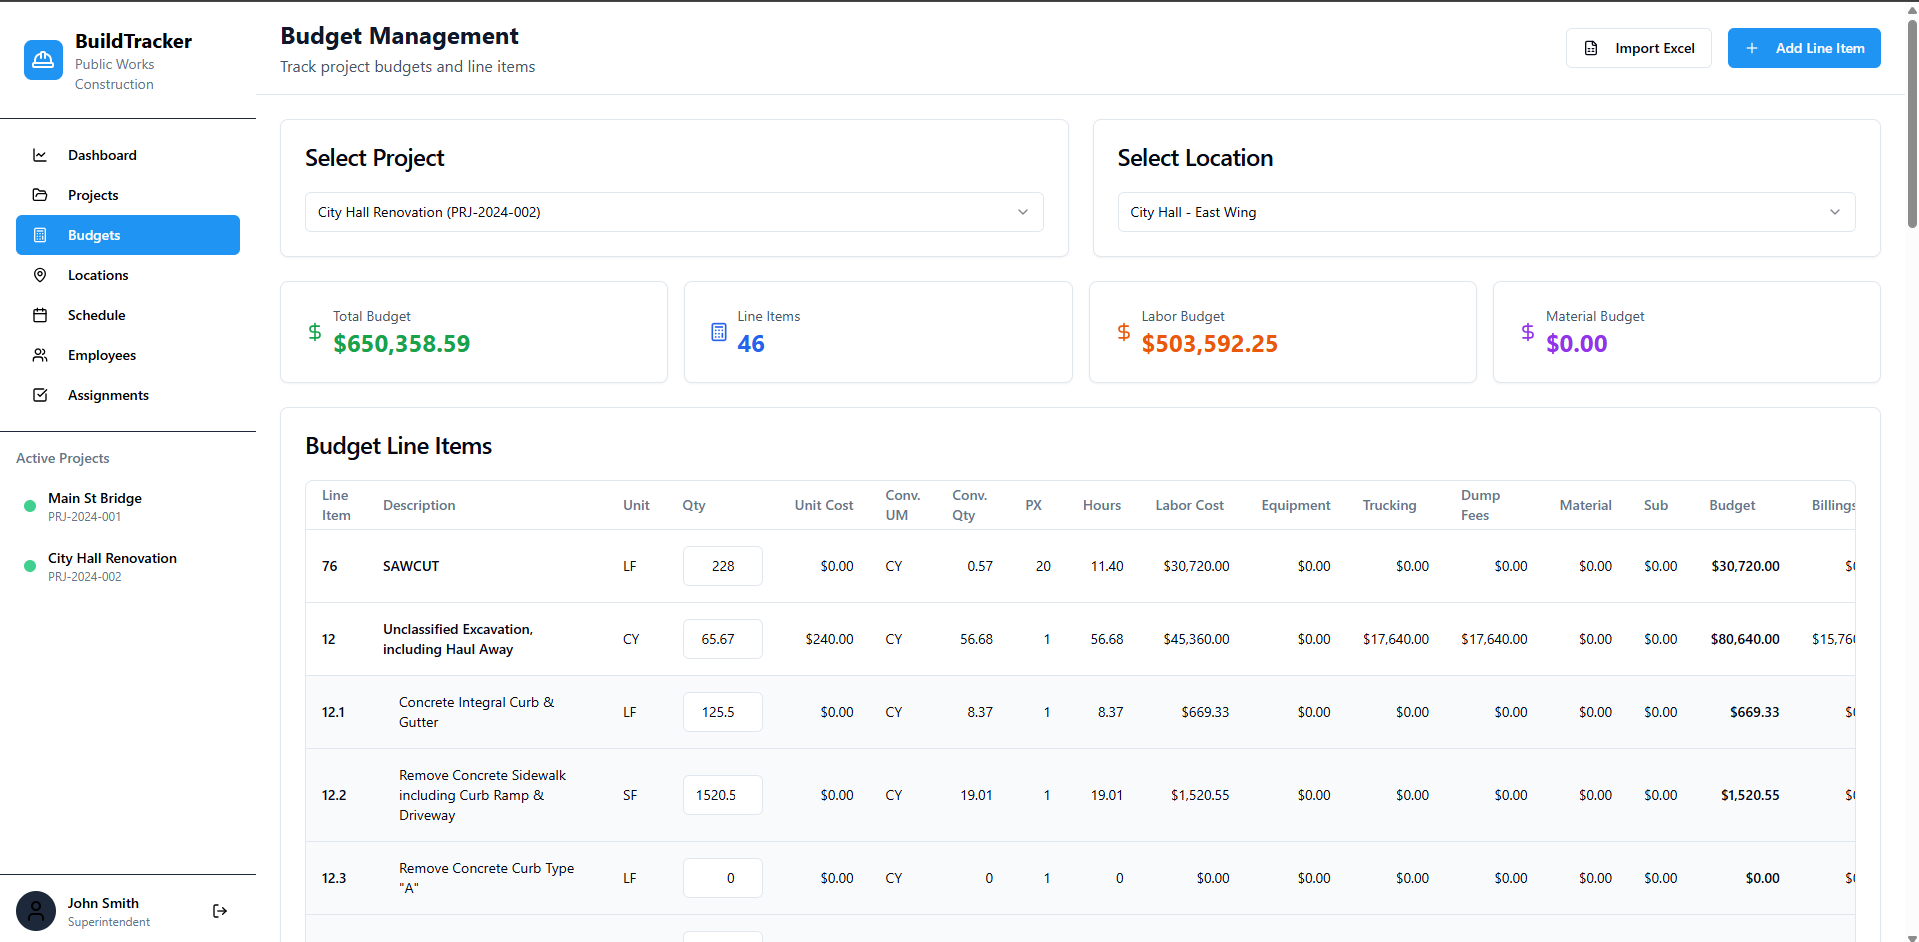 BuildTracker
Public Works
Construction
Dashboard
Projects
Budgets
Locations
Schedule
Employees
Assignments
Active Projects
Main St Bridge
PRJ-2024-001
City Hall Renovation
PRJ-2024-002
John Smith
Superintendent
Budget Management
Track project budgets and line items
Import Excel
+ Add Line Item
Select Project
City Hall Renovation (PRJ-2024-002)
Select Location
City Hall - East Wing
$ Total Budget
$650,358.59
Line Items
46
$ Labor Budget
$503,592.25
$ Material Budget
$0.00
Budget Line Items
Line Item Description Unit Qty Unit Cost Conv. UM Conv. Qty PX Hours Labor Cost Equipment Trucking Dump Fees Material Sub Budget Billings
76 SAWCUT LF 228 $0.00 CY 0.57 20 11.40 $30,720.00 $0.00 $0.00 $0.00 $0.00 $0.00 $30,720.00
12 Unclassified Excavation, including Haul Away CY 65.67 $240.00 CY 56.68 1 56.68 $45,360.00 $0.00 $17,640.00 $17,640.00 $0.00 $0.00 $80,640.00 $15,76
12.1 Concrete Integral Curb & Gutter LF 125.5 $0.00 CY 8.37 1 8.37 $669.33 $0.00 $0.00 $0.00 $0.00 $0.00 $669.33
12.2 Remove Concrete Sidewalk including Curb Ramp & Driveway SF 1520.5 $0.00 CY 19.01 1 19.01 $1,520.55 $0.00 $0.00 $0.00 $0.00 $0.00 $1,520.55
12.3 Remove Concrete Curb Type "A" LF 0 $0.00 CY 0 1 0 $0.00 $0.00 $0.00 $0.00 $0.00 $0.00 $0.00